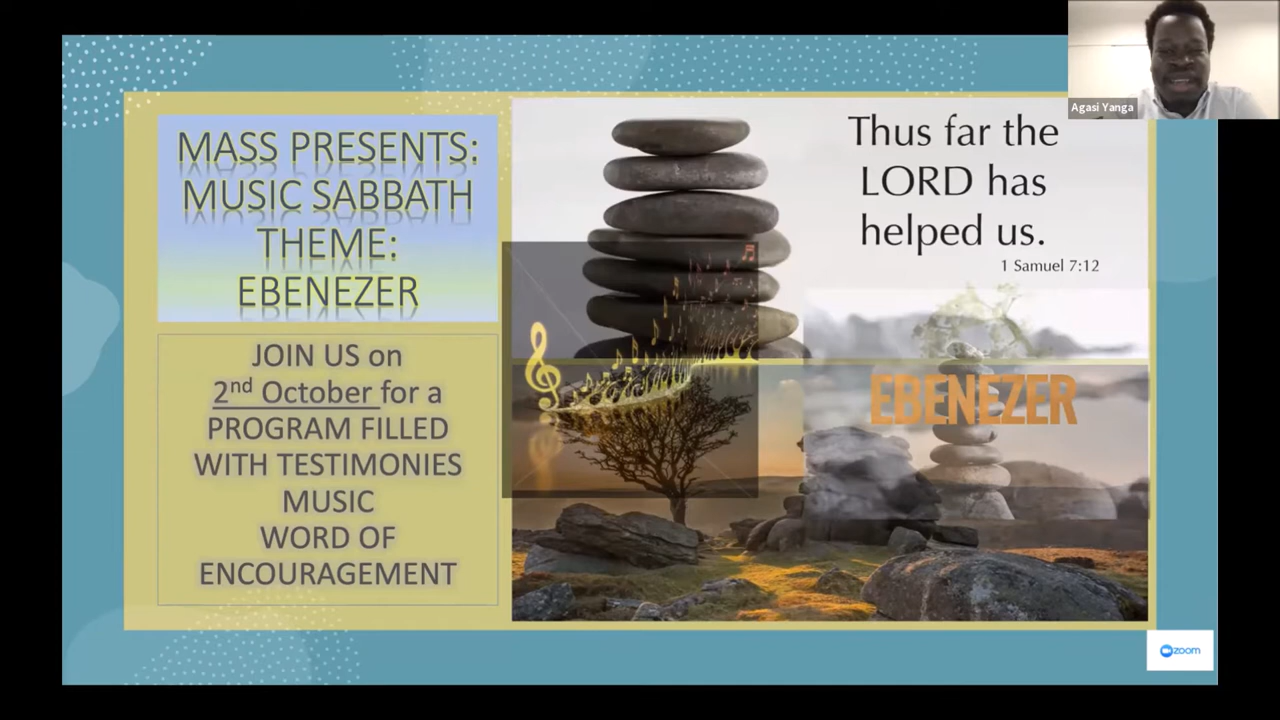 MASS PRESENTS:
MUSIC SABBATH
THEME:
EBENEZER
JOIN US on
2nd October for a
PROGRAM FILLED
WITH TESTIMONIES
MUSIC
WORD OF
ENCOURAGEMENT
Thus far the
LORD has
helped us.
1 Samuel 7:12
EBENEZER
Agasi Yanga
zoom